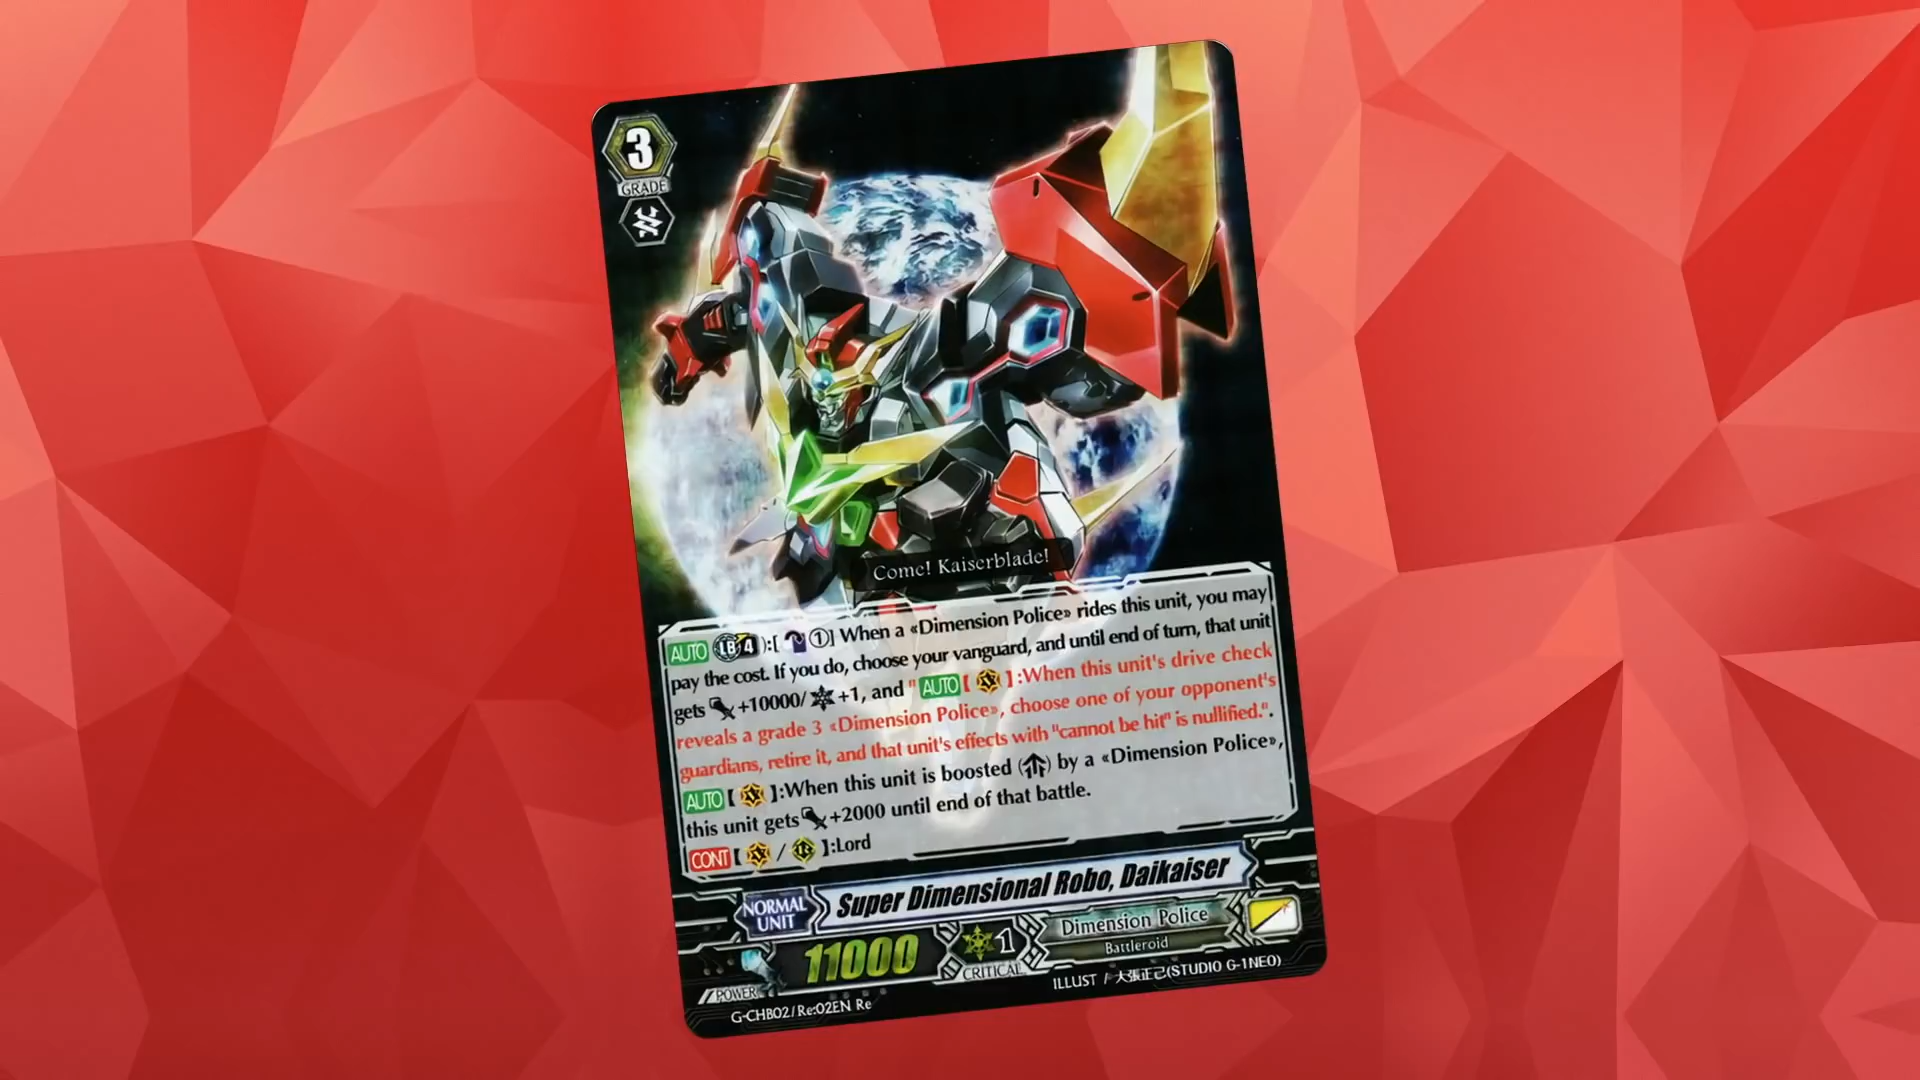 3
GRADE
Come! Kaiserblade!
AUTO (LB4):[ ①] When a «Dimension Police» rides this unit, you may
pay the cost. If you do, choose your vanguard, and until end of turn, that unit
gets +10000/ +1, and "AUTO【 V 】:When this unit's drive check
reveals a grade 3 «Dimension Police», choose one of your opponent's
guardians, retire it, and that unit's effects with "cannot be hit" is nullified.".
AUTO【 V 】:When this unit is boosted ( ) by a «Dimension Police»,
this unit gets +2000 until end of that battle.
CONT【 V / R 】:Lord
NORMAL UNIT
Super Dimensional Robo, Daikaiser
Dimension Police
Battleroid
POWER 11000
1 CRITICAL
G-CHB02/Re:02EN Re
ILLUST / 大張正己(STUDIO G-1NEO)